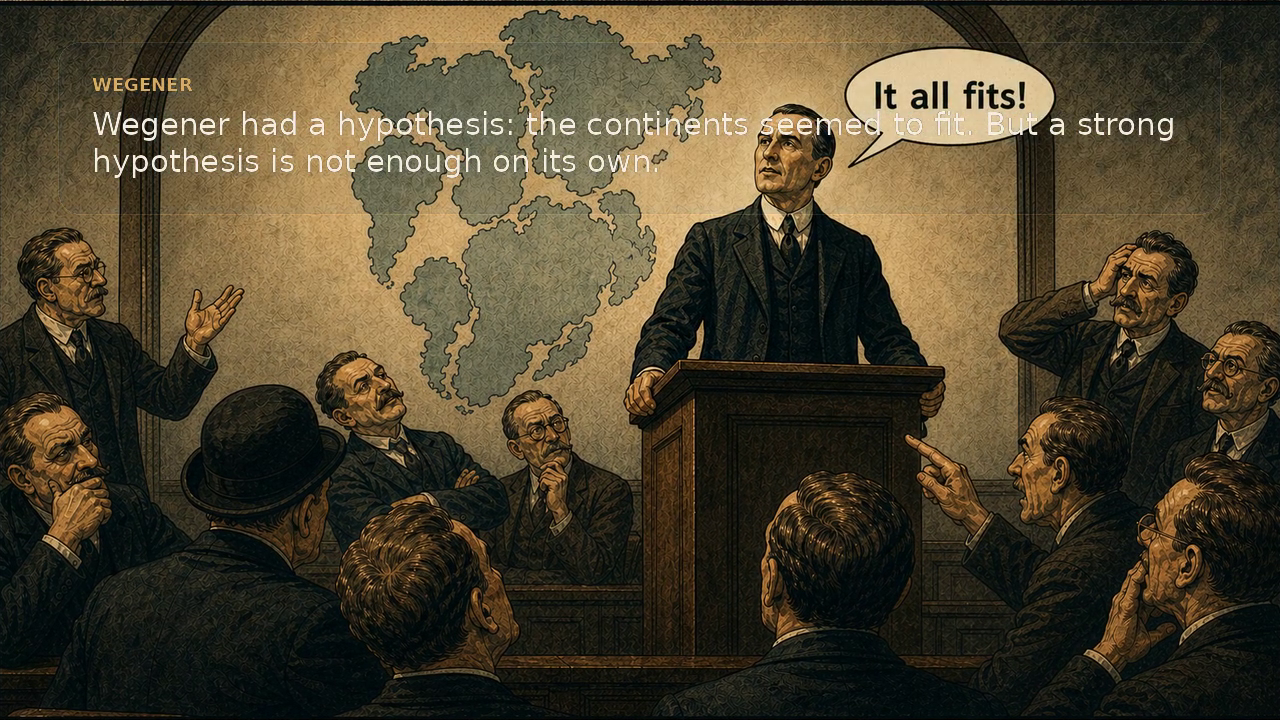 WEGENER
Wegener had a hypothesis: the continents seemed to fit. But a strong
hypothesis is not enough on its own.
It all fits!